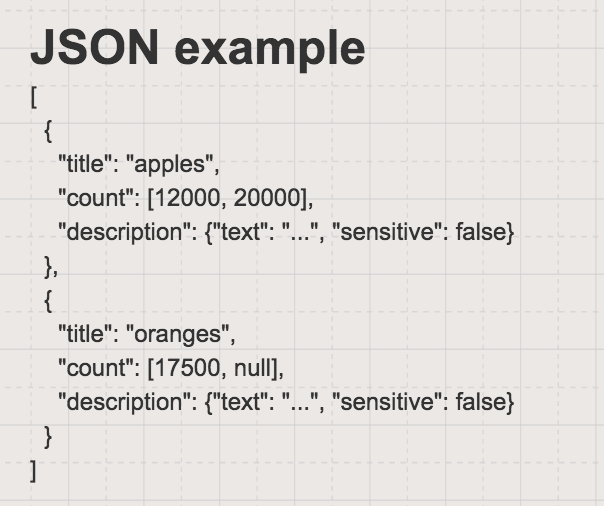 JSON example
[
  {
    "title": "apples",
    "count": [12000, 20000],
    "description": {"text": "...", "sensitive": false}
  },
  {
    "title": "oranges",
    "count": [17500, null],
    "description": {"text": "...", "sensitive": false}
  }
]